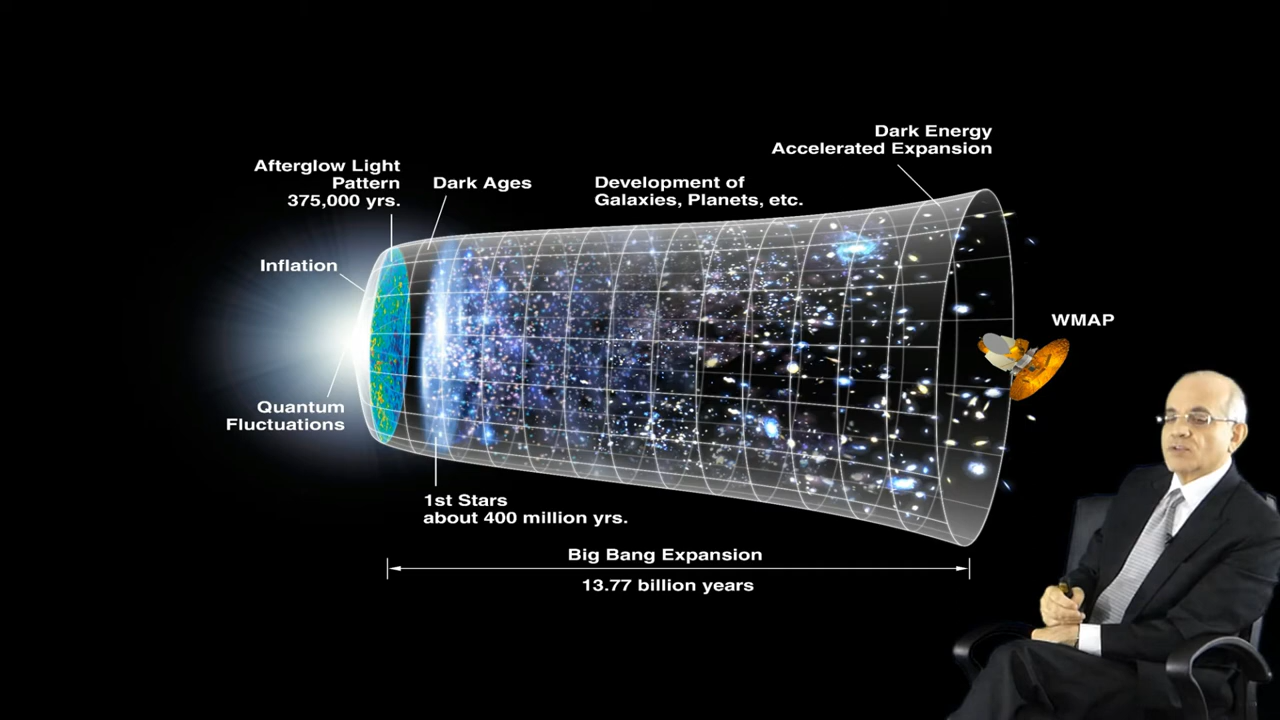 Dark Energy
Accelerated Expansion
Afterglow Light
Pattern
375,000 yrs.
Dark Ages
Development of
Galaxies, Planets, etc.
Inflation
WMAP
Quantum
Fluctuations
1st Stars
about 400 million yrs.
Big Bang Expansion
13.77 billion years